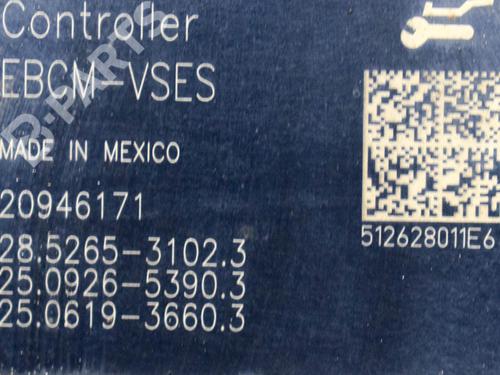 Controller
EBCM-VSES
MADE IN MEXICO
20946171
28.5265-3102.3
25.0926-5390.3
25.0619-3660.3
512628011E6
B-PARTS